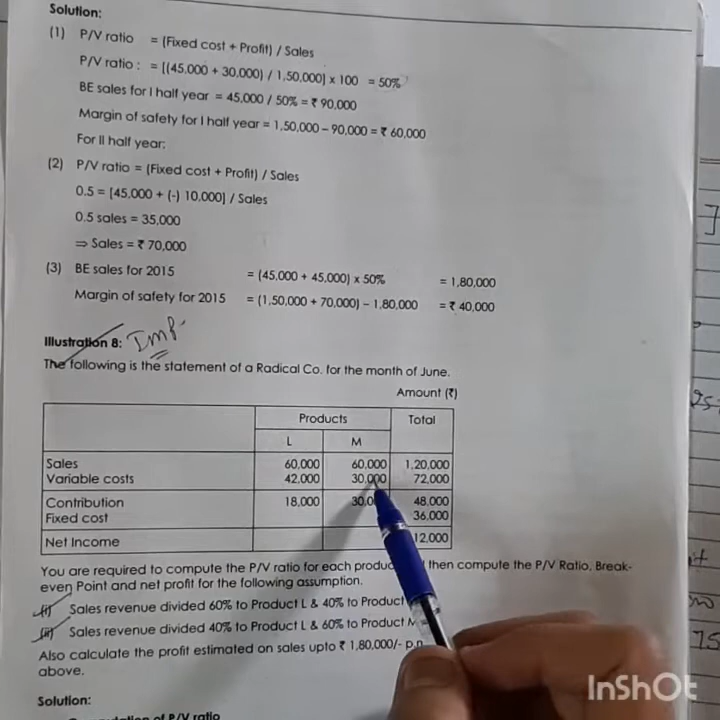 Solution:
(1) P/V ratio = (Fixed cost + Profit) / Sales
P/V ratio : = [(45,000 + 30,000) / 1,50,000] x 100 = 50%
BE sales for I half year = 45,000 / 50% = ₹ 90,000
Margin of safety for I half year = 1,50,000 – 90,000 = ₹ 60,000
For II half year:
(2) P/V ratio = (Fixed cost + Profit) / Sales
0.5 = [45,000 + (-) 10,000] / Sales
0.5 sales = 35,000
⇒ Sales = ₹ 70,000
(3) BE sales for 2015 = (45,000 + 45,000) x 50% = 1,80,000
Margin of safety for 2015 = (1,50,000 + 70,000) – 1,80,000 = ₹ 40,000
Illustration 8: Imp.
The following is the statement of a Radical Co. for the month of June.
Amount (₹)
Products Total
L M
Sales 60,000 60,000 1,20,000
Variable costs 42,000 30,000 72,000
Contribution 18,000 30,0 48,000
Fixed cost 36,000
Net Income 12,000
You are required to compute the P/V ratio for each produc then compute the P/V Ratio, Break-
even Point and net profit for the following assumption.
(i) Sales revenue divided 60% to Product L & 40% to Product
(ii) Sales revenue divided 40% to Product L & 60% to Product M
Also calculate the profit estimated on sales upto ₹ 1,80,000/- p.
above.
Solution:
of P/V ratio
InShOt